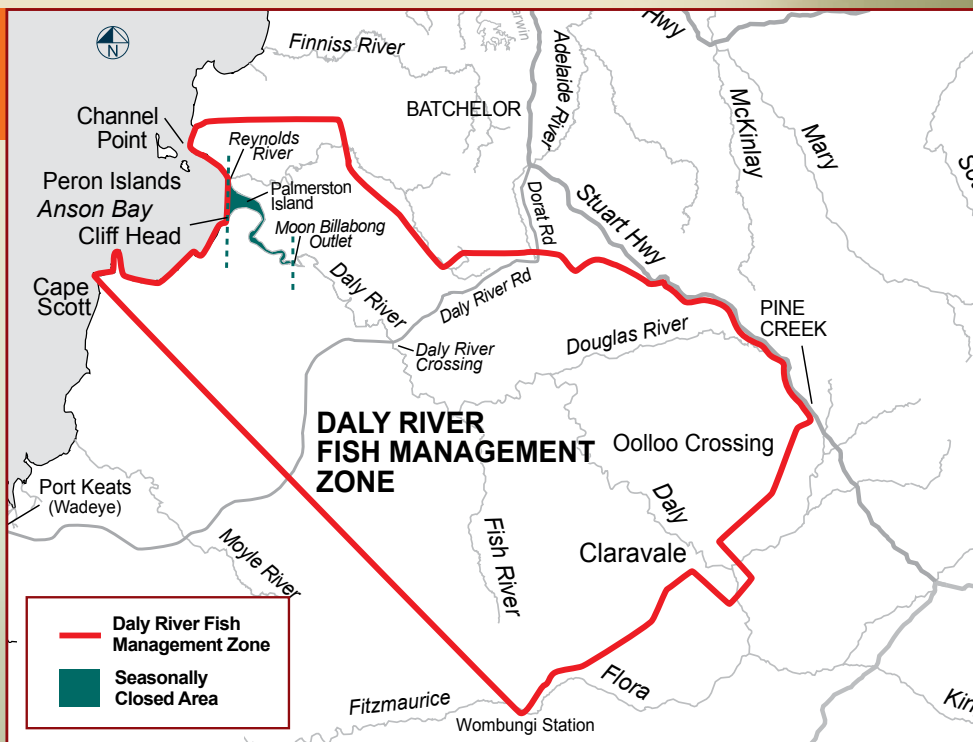 N
Finniss River
arwin
Adelaide River
Hwy
McKinlay
Mary
Channel
Point
BATCHELOR
Reynolds
River
Peron Islands
Anson Bay
Cliff Head
Palmerston
Island
Moon Billabong
Outlet
Dorat Rd
Stuart Hwy
Cape
Scott
Daly River
Daly River Rd
PINE
CREEK
Douglas River
Daly River
Crossing
DALY RIVER
FISH MANAGEMENT
ZONE
Oolloo Crossing
Port Keats
(Wadeye)
Daly
Moyle River
Fish River
Claravale
Daly River Fish
Management Zone
Seasonally
Closed Area
Fitzmaurice
Flora
Wombungi Station